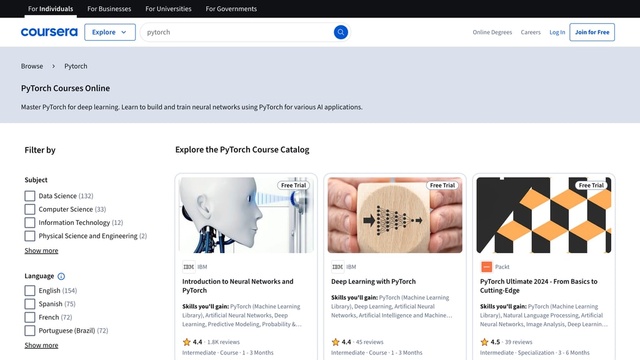 For Individuals For Businesses For Universities For Governments
coursera Explore pytorch Online Degrees Careers Log In Join for Free
Browse > Pytorch
PyTorch Courses Online
Master PyTorch for deep learning. Learn to build and train neural networks using PyTorch for various AI applications.
Filter by
Subject
Data Science (132)
Computer Science (33)
Information Technology (12)
Physical Science and Engineering (2)
Show more
Language
English (154)
Spanish (75)
French (72)
Portuguese (Brazil) (72)
Show more
Explore the PyTorch Course Catalog
Free Trial
IBM IBM
Introduction to Neural Networks and
PyTorch
Skills you'll gain: PyTorch (Machine Learning
Library), Artificial Neural Networks, Deep
Learning, Predictive Modeling, Probability &...
4.4 · 1.8K reviews
Intermediate · Course · 1 - 3 Months
Free Trial
IBM IBM
Deep Learning with PyTorch
Skills you'll gain: PyTorch (Machine Learning
Library), Deep Learning, Artificial Neural
Networks, Artificial Intelligence and Machine...
4.4 · 45 reviews
Intermediate · Course · 1 - 3 Months
Free Trial
Packt
PyTorch Ultimate 2024 - From Basics to
Cutting-Edge
Skills you'll gain: PyTorch (Machine Learning
Library), Natural Language Processing, Artificial
Neural Networks, Image Analysis, Deep Learnin...
4.5 · 39 reviews
Intermediate · Specialization · 3 - 6 Months